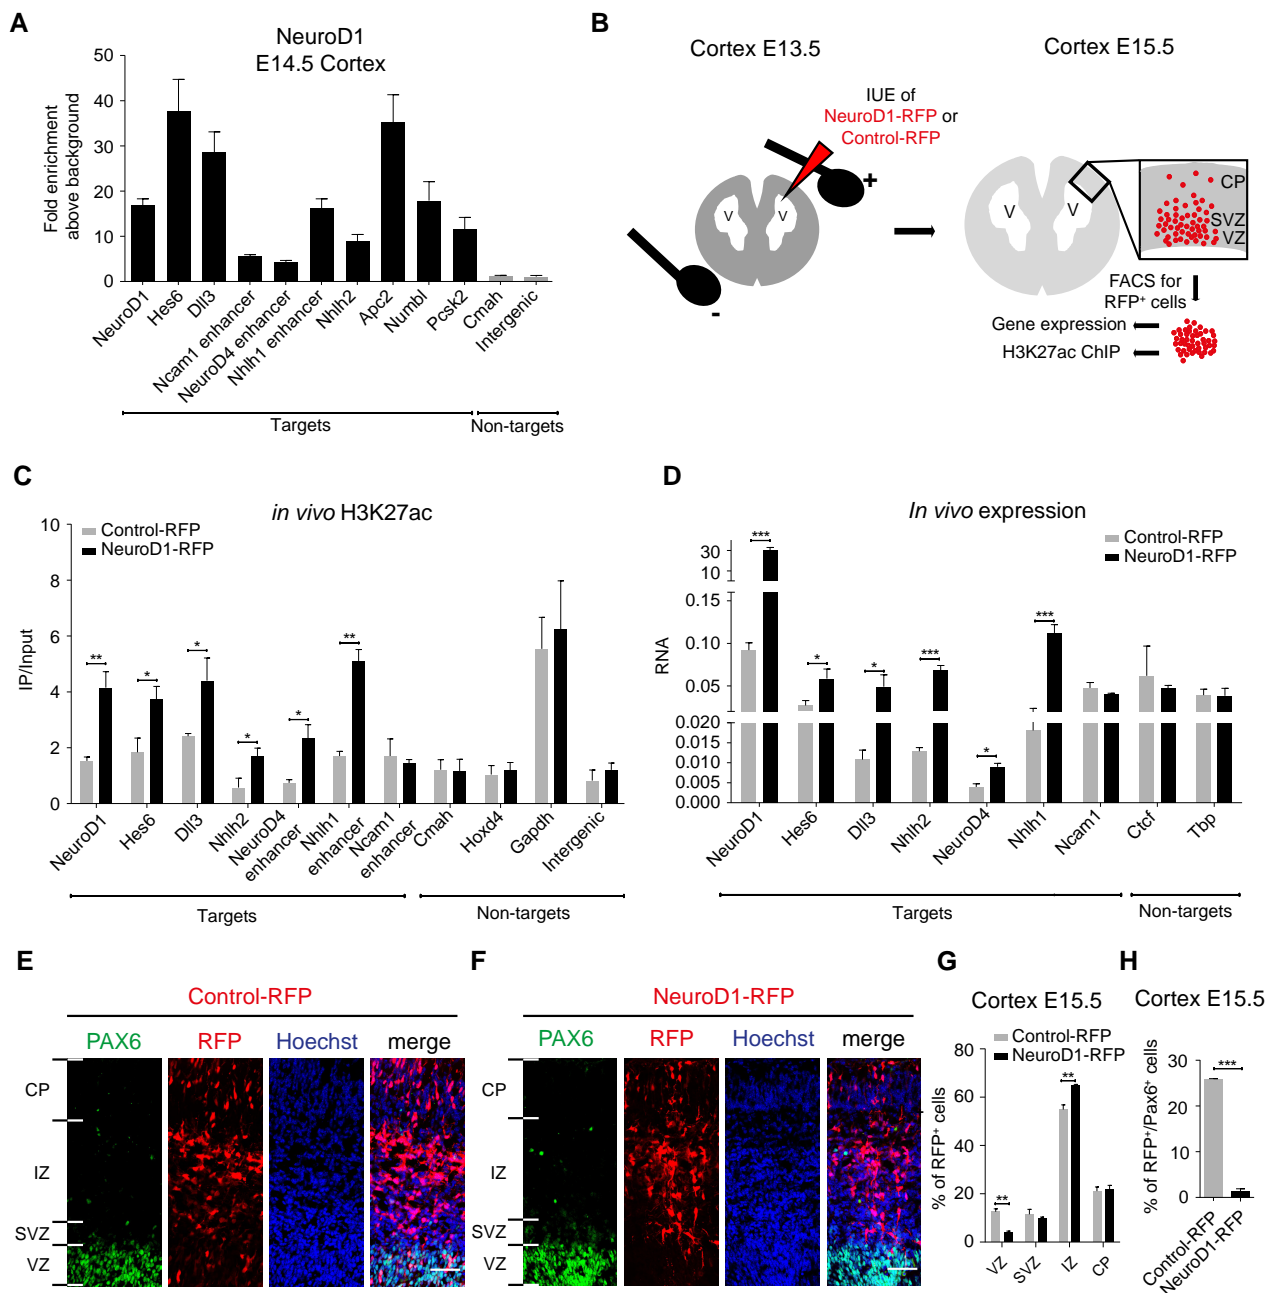 A
NeuroD1
E14.5 Cortex
Fold enrichment
above background
50
40
30
20
10
0
NeuroD1
Hes6
Dll3
Ncam1 enhancer
NeuroD4 enhancer
Nhlh1 enhancer
Nhlh2
Apc2
Numbl
Pcsk2
Cmah
Intergenic
Targets
Non-targets
B
Cortex E13.5
Cortex E15.5
IUE of
NeuroD1-RFP or
Control-RFP
+
-
V
V
V
V
CP
SVZ
VZ
FACS for
RFP⁺ cells
Gene expression
H3K27ac ChIP
C
in vivo H3K27ac
Control-RFP
NeuroD1-RFP
IP/Input
10
8
6
4
2
0
**
*
*
*
*
**
NeuroD1
Hes6
Dll3
Nhlh2
NeuroD4
enhancer
Nhlh1
enhancer
Ncam1
enhancer
Cmah
Hoxd4
Gapdh
Intergenic
Targets
Non-targets
D
In vivo expression
Control-RFP
NeuroD1-RFP
RNA
30
10
0.15
0.10
0.05
0.020
0.015
0.010
0.005
0.000
***
*
*
***
*
***
NeuroD1
Hes6
Dll3
Nhlh2
NeuroD4
Nhlh1
Ncam1
Ctcf
Tbp
Targets
Non-targets
E
Control-RFP
PAX6
RFP
Hoechst
merge
CP
IZ
SVZ
VZ
F
NeuroD1-RFP
PAX6
RFP
Hoechst
merge
CP
IZ
SVZ
VZ
G
Cortex E15.5
Control-RFP
NeuroD1-RFP
% of RFP⁺ cells
80
60
40
20
0
**
**
VZ
SVZ
IZ
CP
H
Cortex E15.5
% of RFP⁺/Pax6⁺ cells
30
20
10
0
***
Control-RFP
NeuroD1-RFP